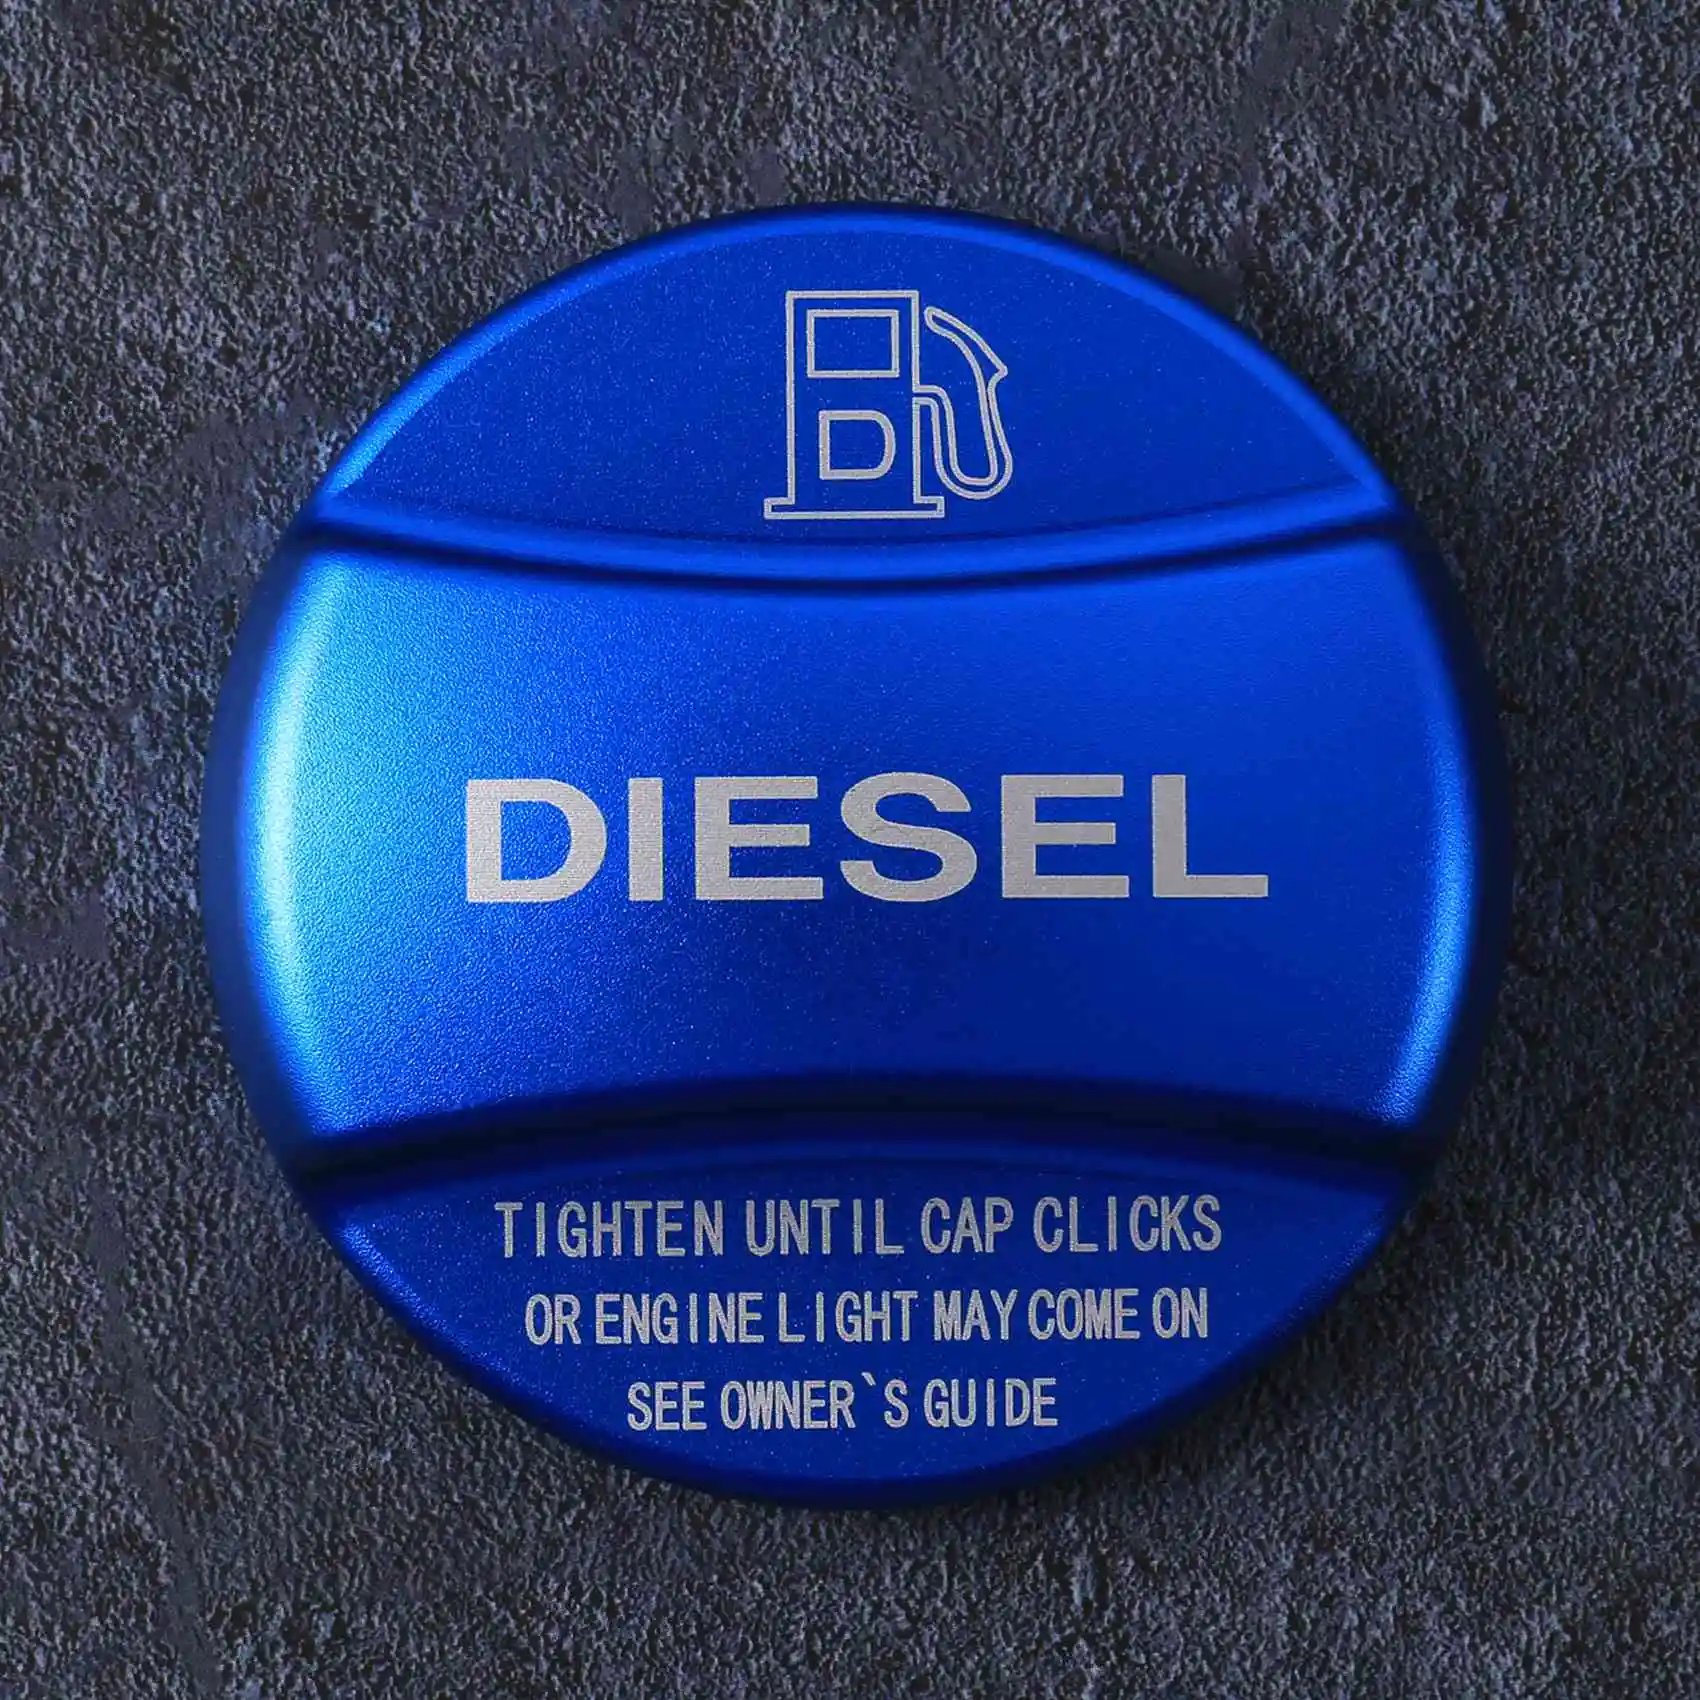 D
DIESEL
TIGHTEN UNTIL CAP CLICKS
OR ENGINE LIGHT MAY COME ON
SEE OWNER`S GUIDE